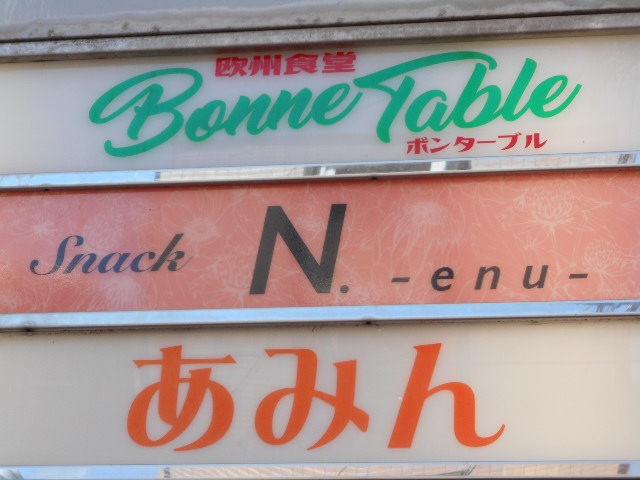 欧州食堂
Bonne Table
ボンターブル
Snack N. -enu-
あみん